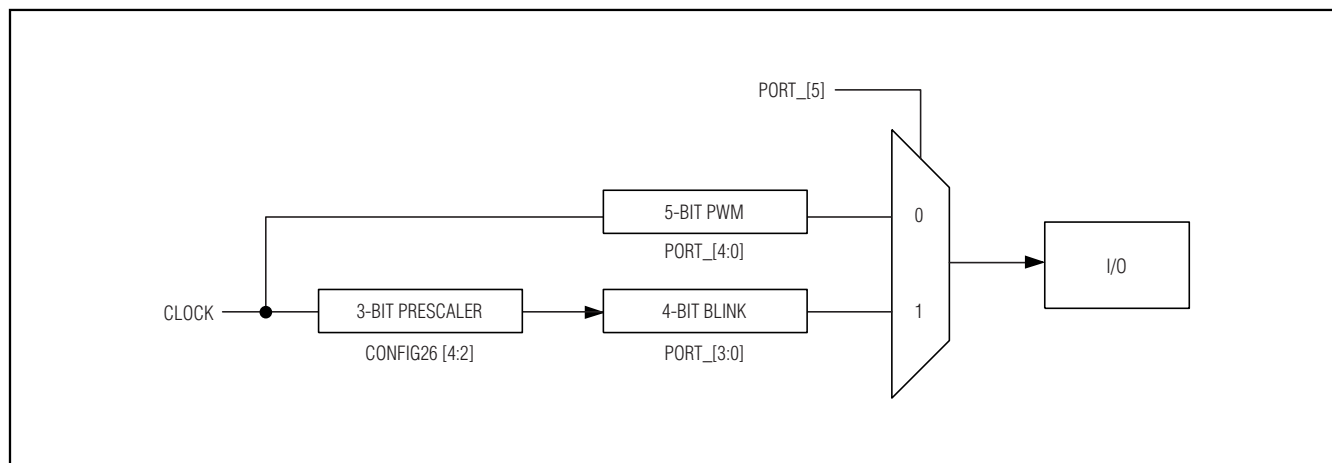 PORT_[5]
5-BIT PWM
0
PORT_[4:0]
I/O
CLOCK
3-BIT PRESCALER
4-BIT BLINK
1
CONFIG26 [4:2]
PORT_[3:0]